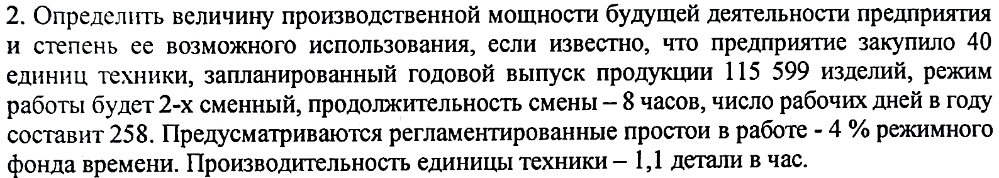 2. Определить величину производственной мощности будущей деятельности предприятия
и степень ее возможного использования, если известно, что предприятие закупило 40
единиц техники, запланированный годовой выпуск продукции 115 599 изделий, режим
работы будет 2-х сменный, продолжительность смены – 8 часов, число рабочих дней в году
составит 258. Предусматриваются регламентированные простои в работе - 4 % режимного
фонда времени. Производительность единицы техники – 1,1 детали в час.